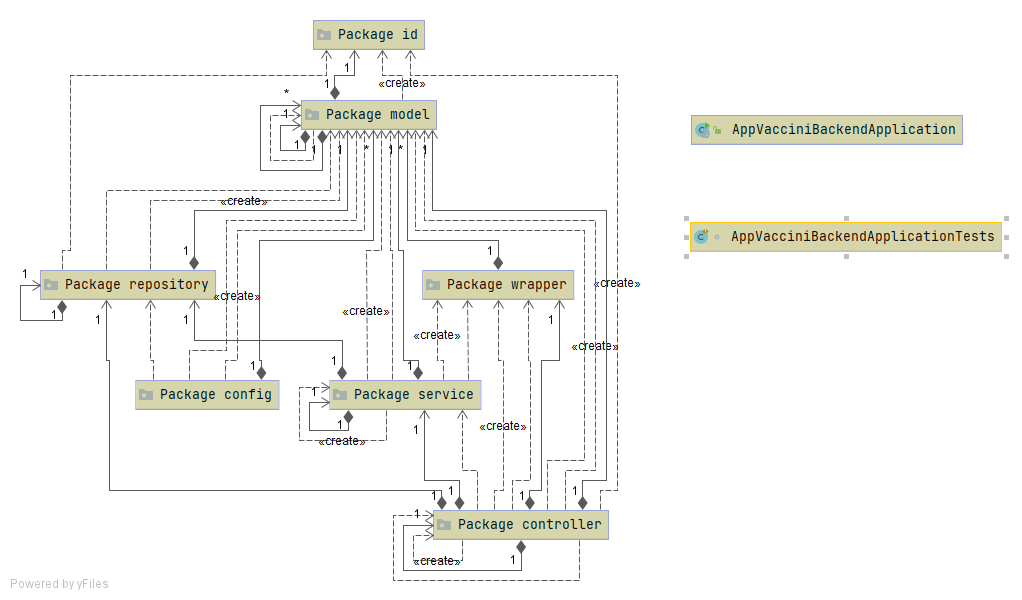 Package id
1
1
«create»
*
1
Package model
AppVacciniBackendApplication
1
1
1
*
1
*
1
«create»
AppVacciniBackendApplicationTests
1
1
1
Package repository
Package wrapper
«create»
«create»
1
1
1
1
«create»
«create»
«create»
1
1
1
Package config
1
Package service
1
1
«create»
«create»
1
1
1
1
1
1
Package controller
«create»
1
Powered by yFiles